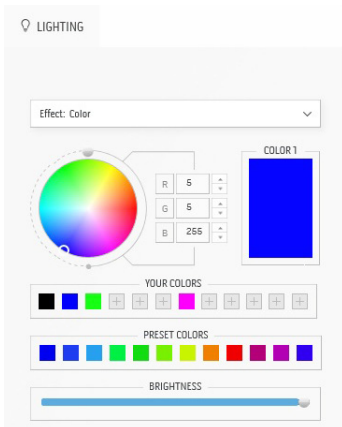 LIGHTING
Effect: Color
COLOR 1
R 5
G 5
B 255
YOUR COLORS
PRESET COLORS
BRIGHTNESS